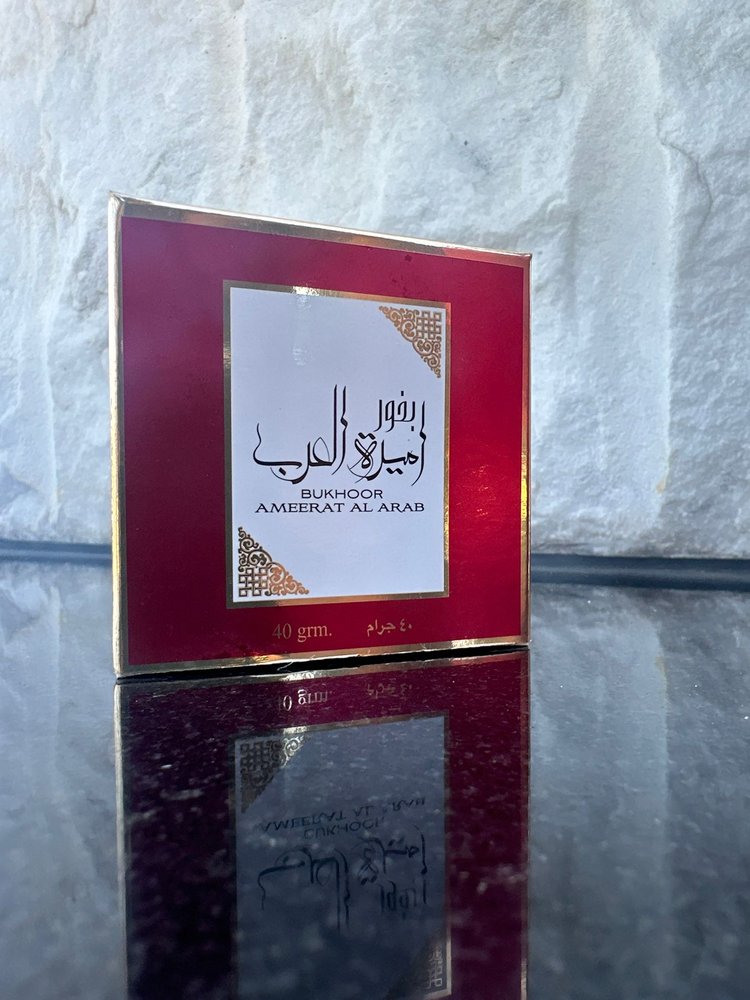 بخور
اميرة العرب
BUKHOOR
AMEERAT AL ARAB
40 grm. ٤٠ جرام